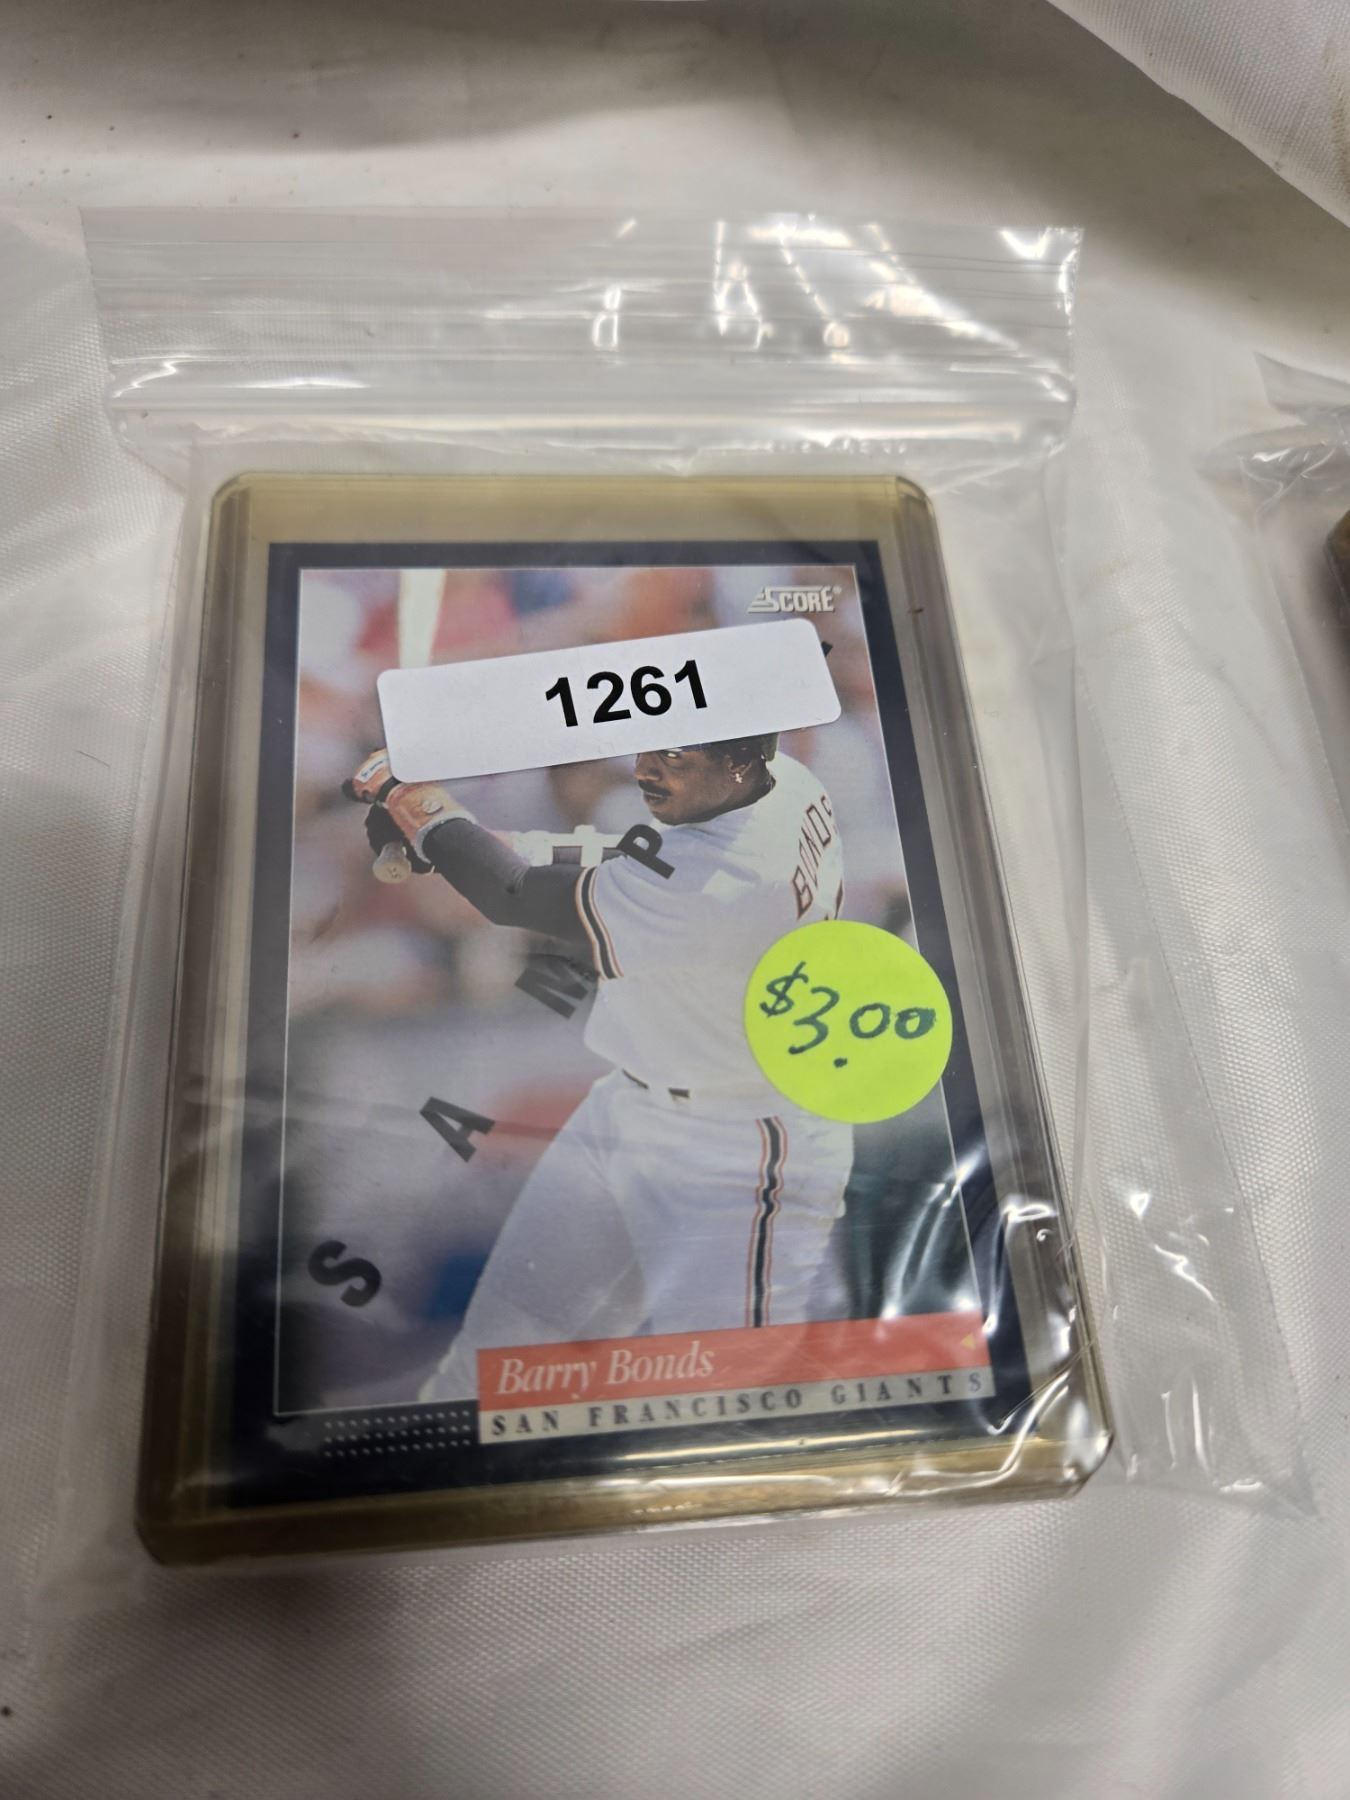 SCORE®
1261
BONDS
$3.00
SAMP
Barry Bonds
SAN FRANCISCO GIANTS